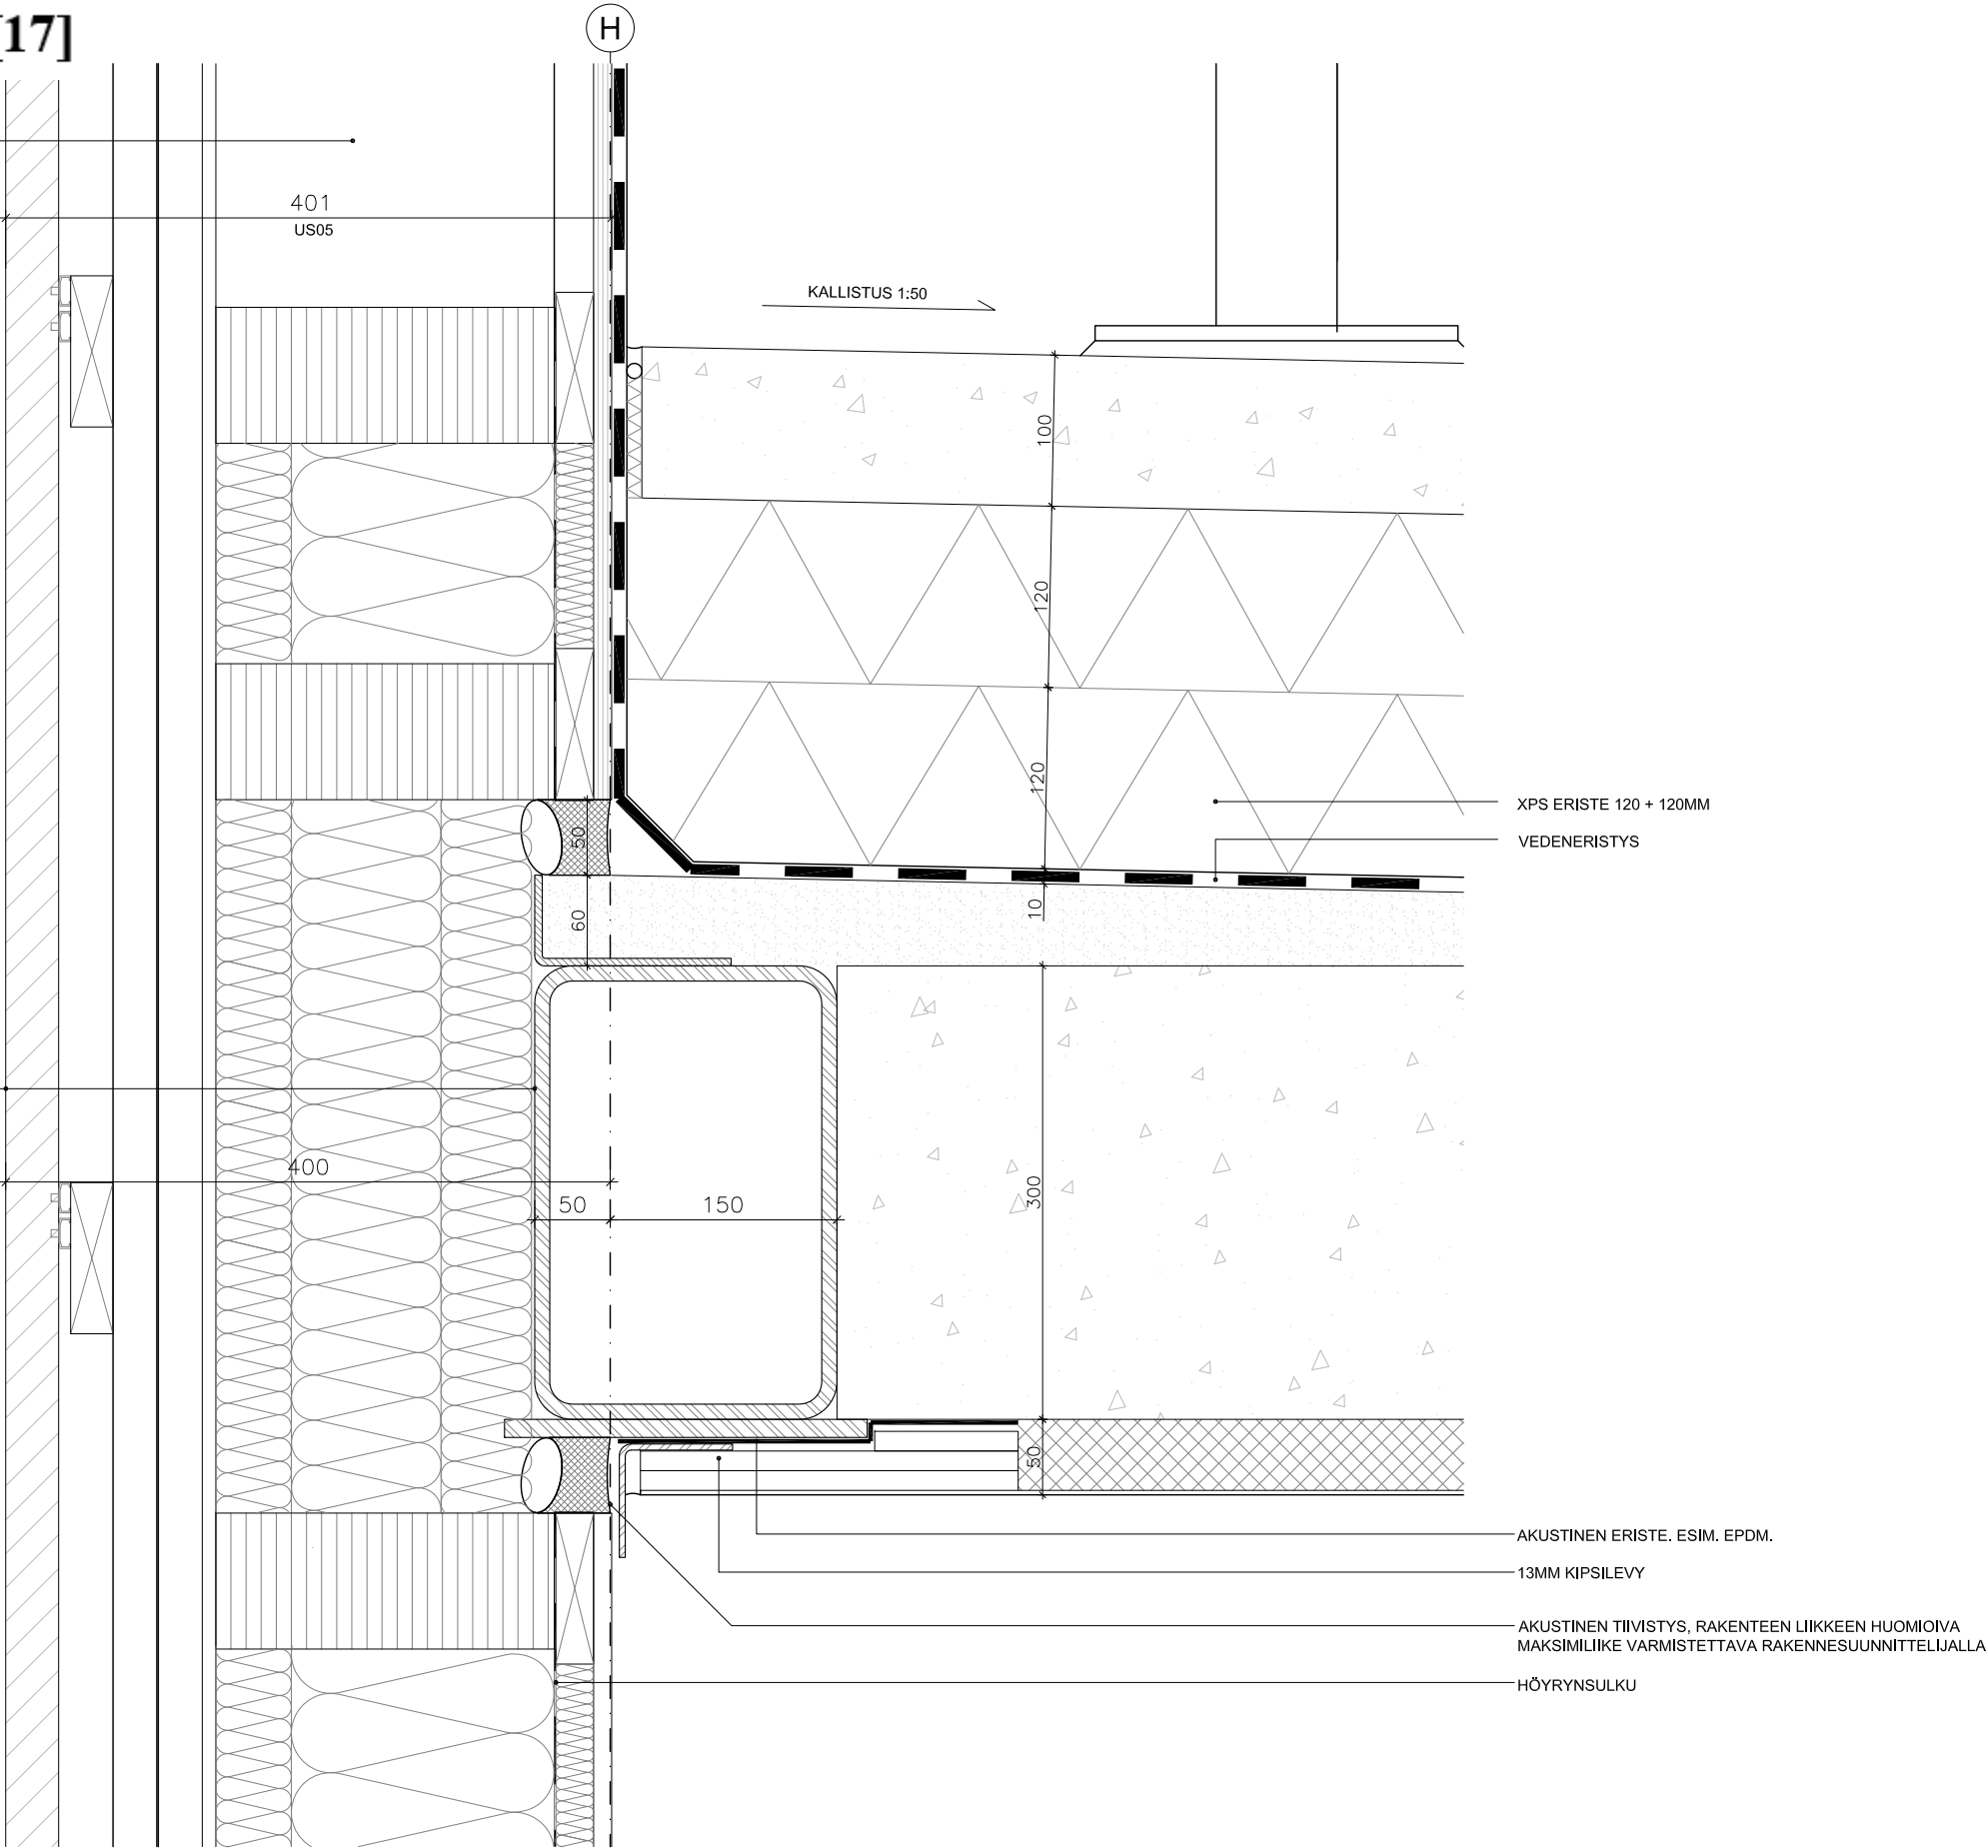 [17]
H
401
US05
KALLISTUS 1:50
100
120
120
XPS ERISTE 120 + 120MM
VEDENERISTYS
50
60
10
400
50
150
300
50
AKUSTINEN ERISTE. ESIM. EPDM.
13MM KIPSILEVY
AKUSTINEN TIIVISTYS, RAKENTEEN LIIKKEEN HUOMIOIVA
MAKSIMILIIKE VARMISTETTAVA RAKENNESUUNNITTELIJALLA
HÖYRYNSULKU